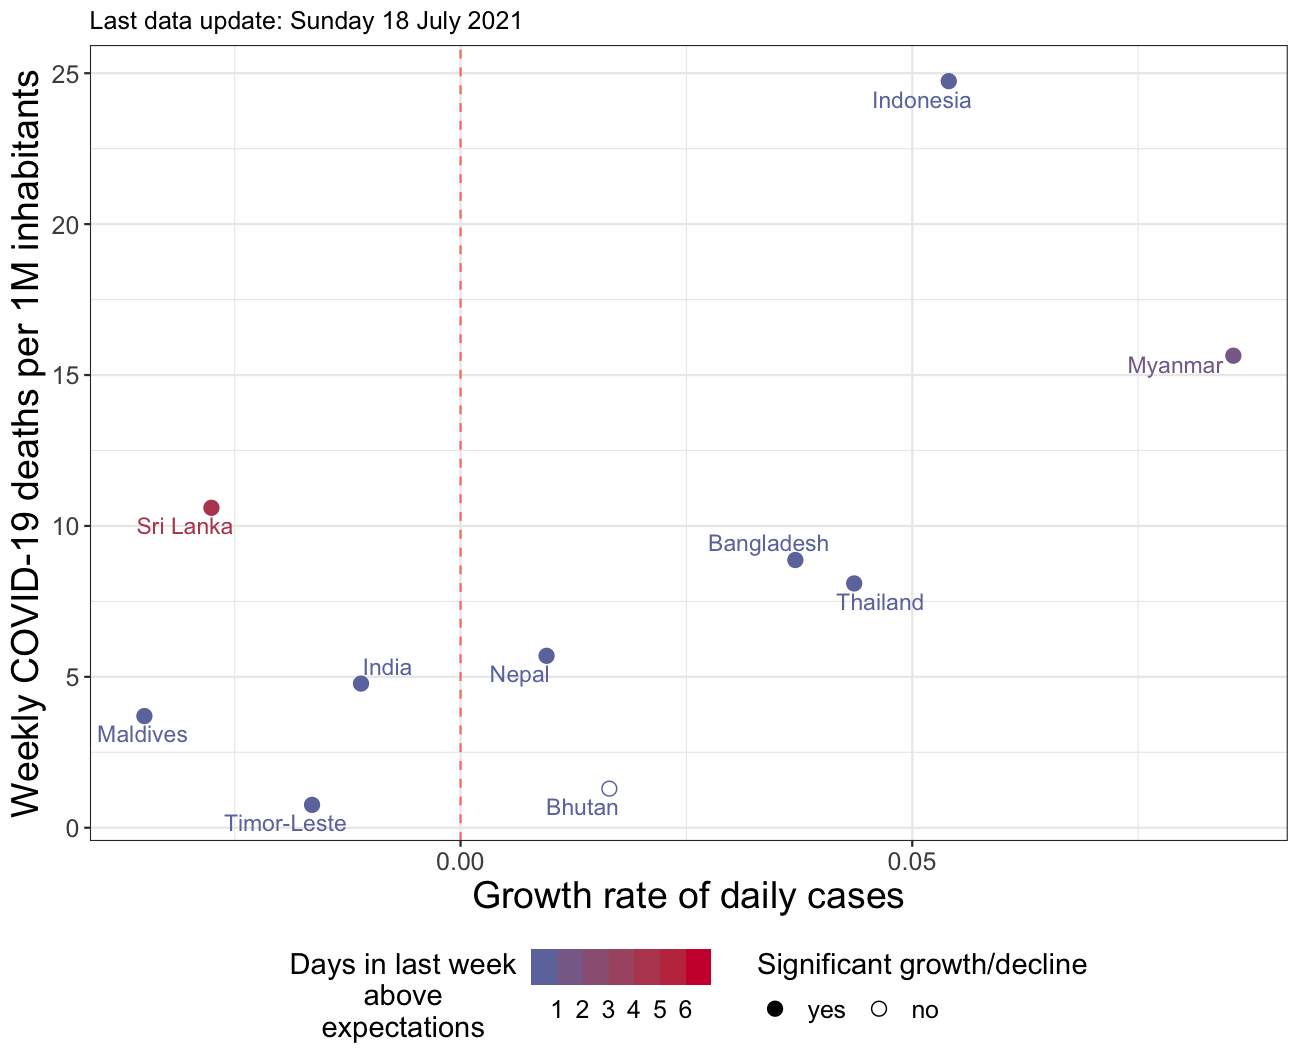 Last data update: Sunday 18 July 2021
Weekly COVID-19 deaths per 1M inhabitants
25
20
15
10
5
0
Indonesia
Myanmar
Sri Lanka
Bangladesh
Thailand
India
Nepal
Maldives
Bhutan
Timor-Leste
0.00 0.05
Growth rate of daily cases
Days in last week
above
expectations
1 2 3 4 5 6
Significant growth/decline
yes no